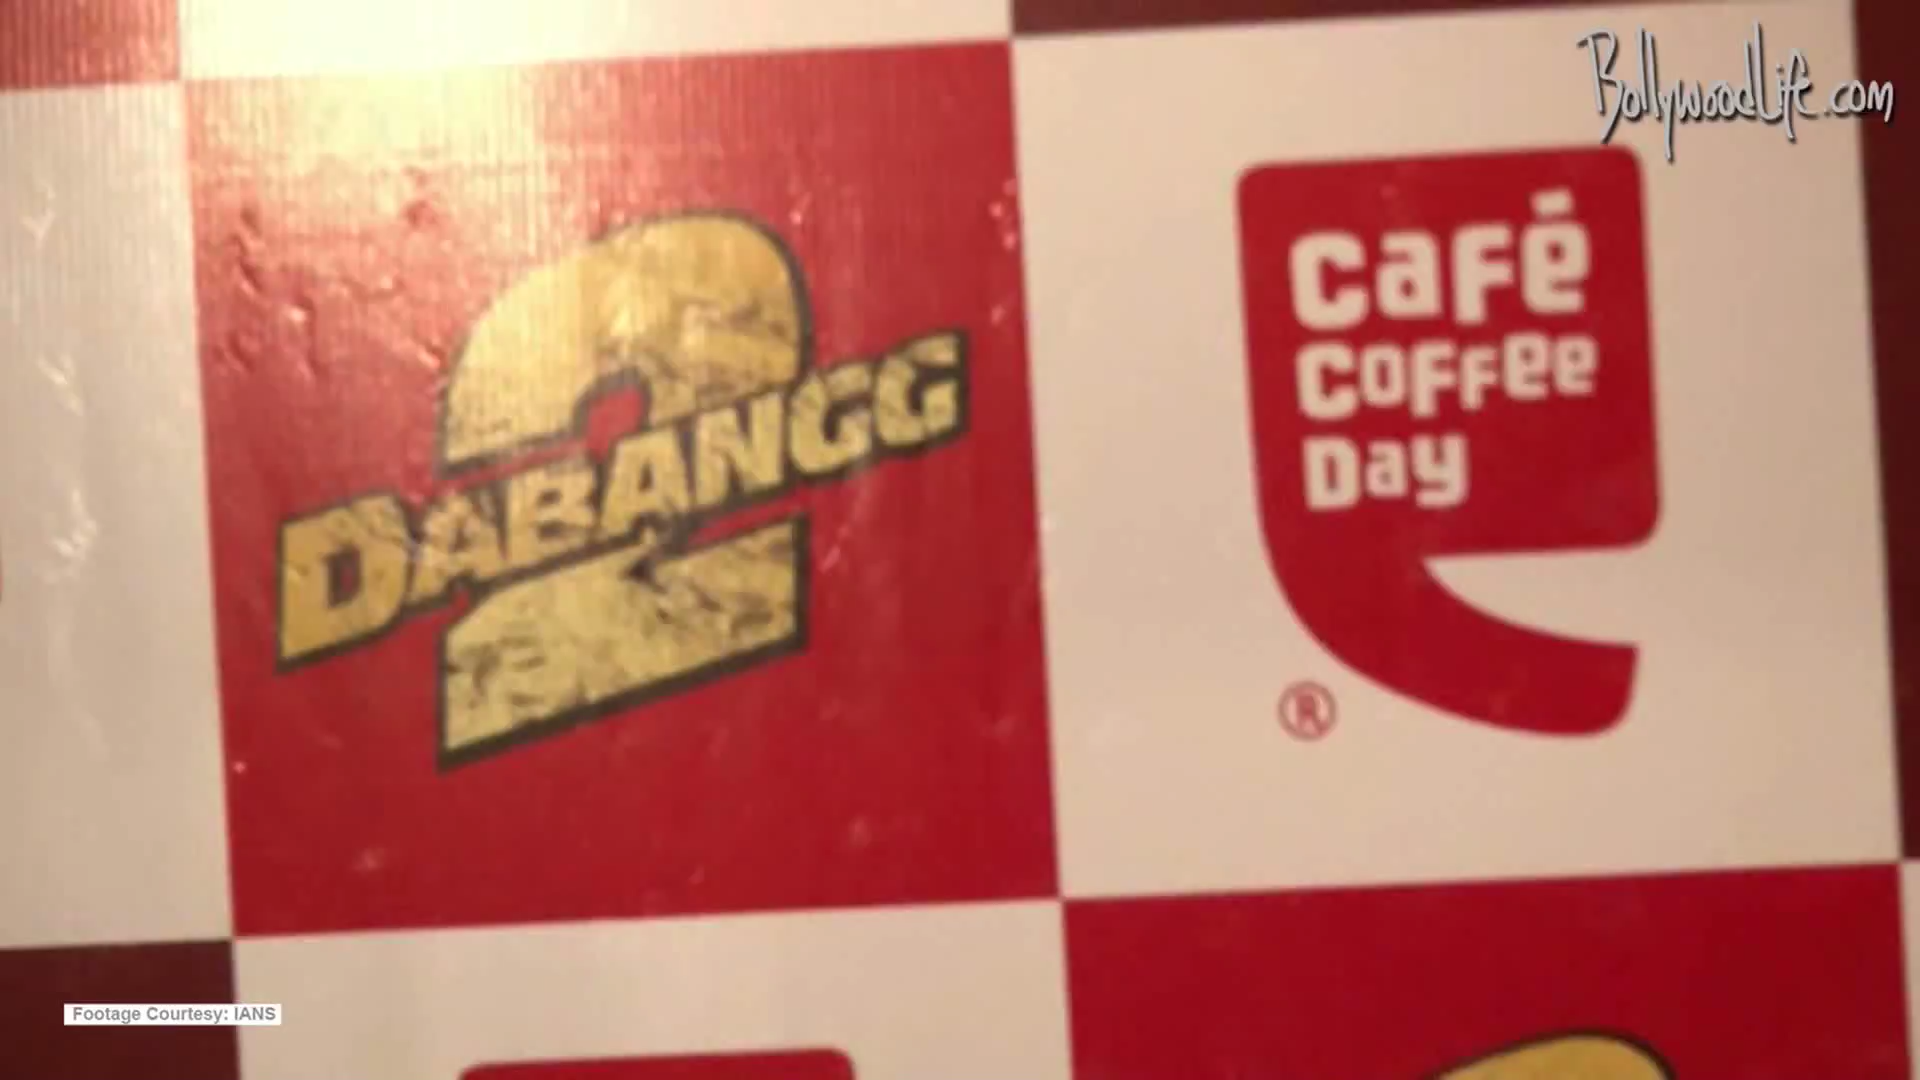 BollywoodLife.com
2
DABANGG
Café
Coffee
Day
®
Footage Courtesy: IANS